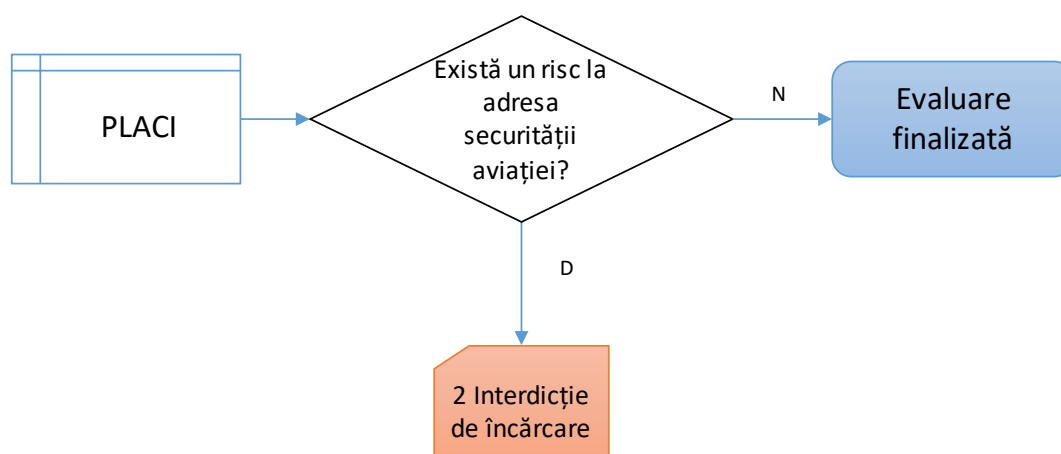 PLACI
Există un risc la
adresa
securității
aviației?
N
Evaluare
finalizată
D
2 Interdicție
de încărcare